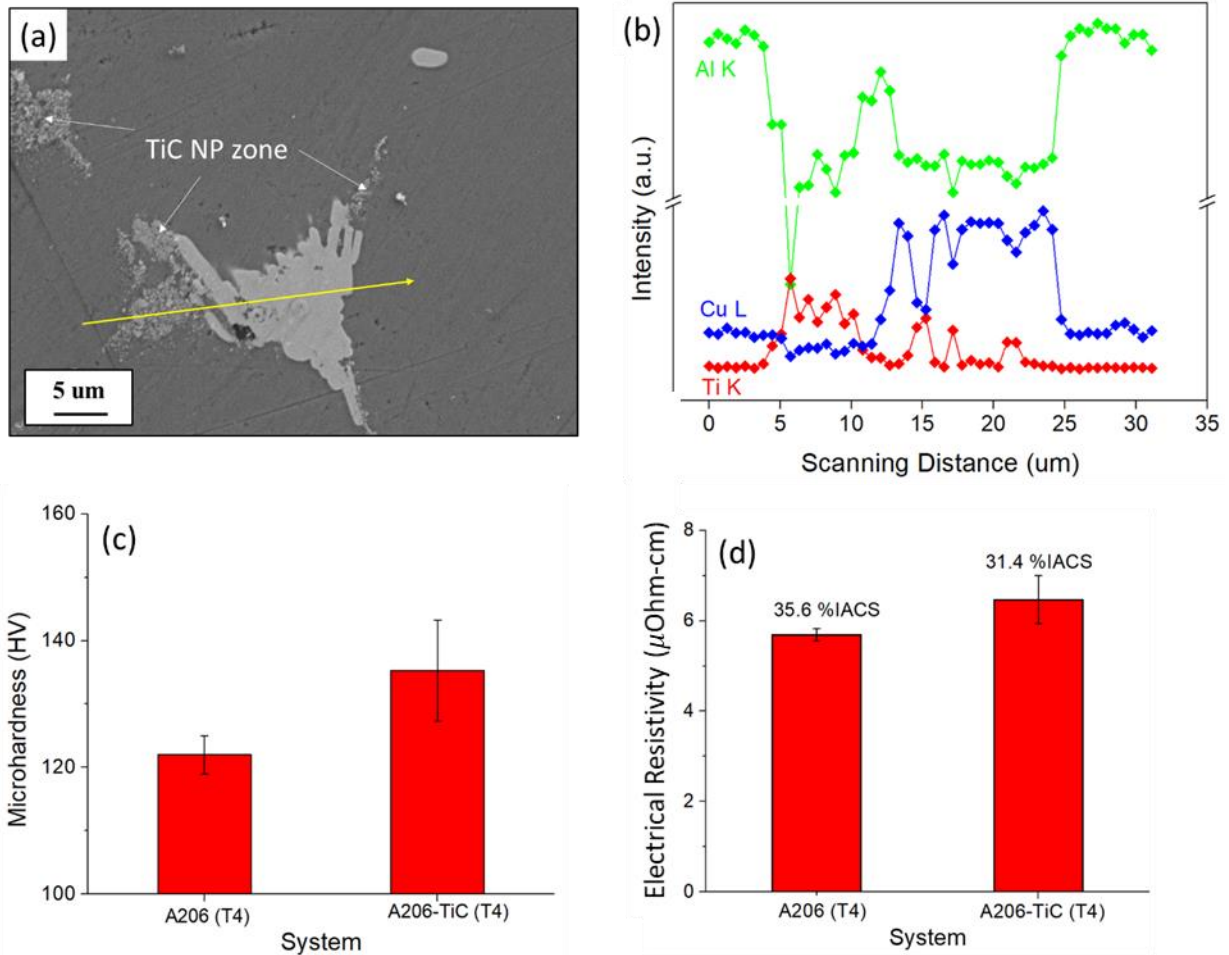 (a)
TiC NP zone
5 um
(b)
Al K
Cu L
Ti K
Intensity (a.u.)
0 5 10 15 20 25 30 35
Scanning Distance (um)
(c)
160
140
120
100
Microhardness (HV)
A206 (T4) A206-TiC (T4)
System
(d)
8
6
4
2
0
Electrical Resistivity (μOhm-cm)
35.6 %IACS
31.4 %IACS
A206 (T4) A206-TiC (T4)
System